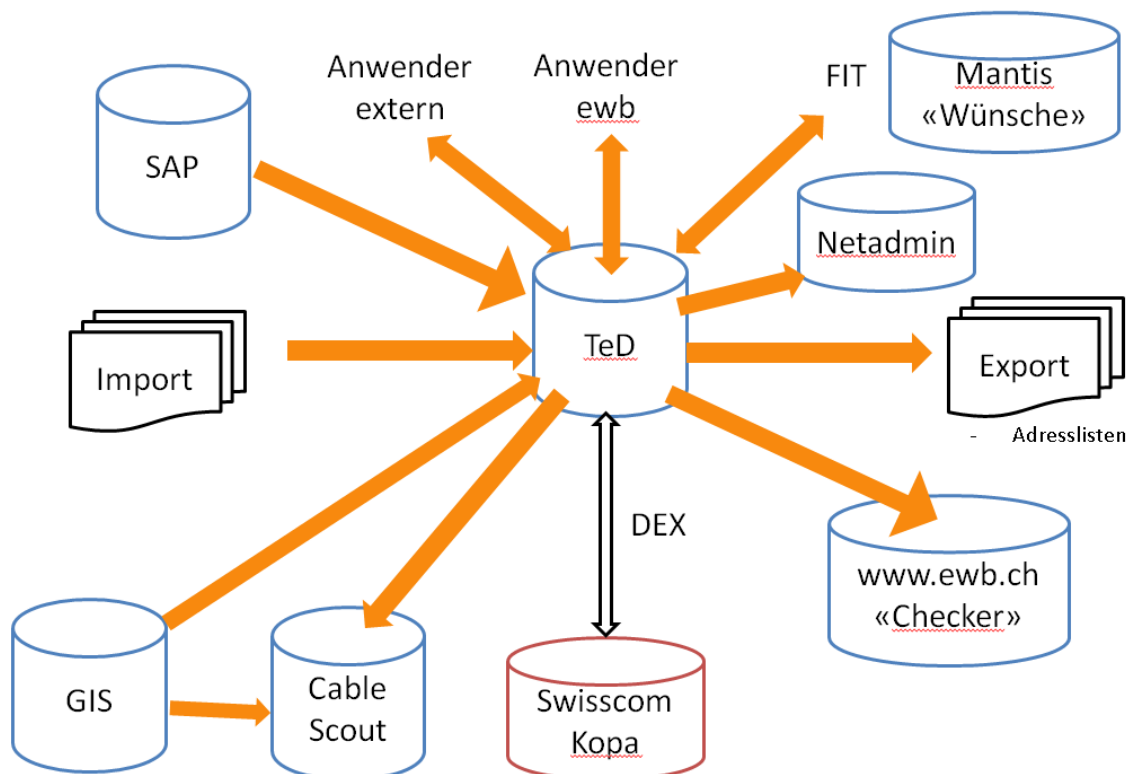 Anwender
extern
Anwender
ewb
FIT
Mantis
«Wünsche»
SAP
Netadmin
TeD
Import
Export
- Adresslisten
DEX
www.ewb.ch
«Checker»
GIS
Cable
Scout
Swisscom
Kopa